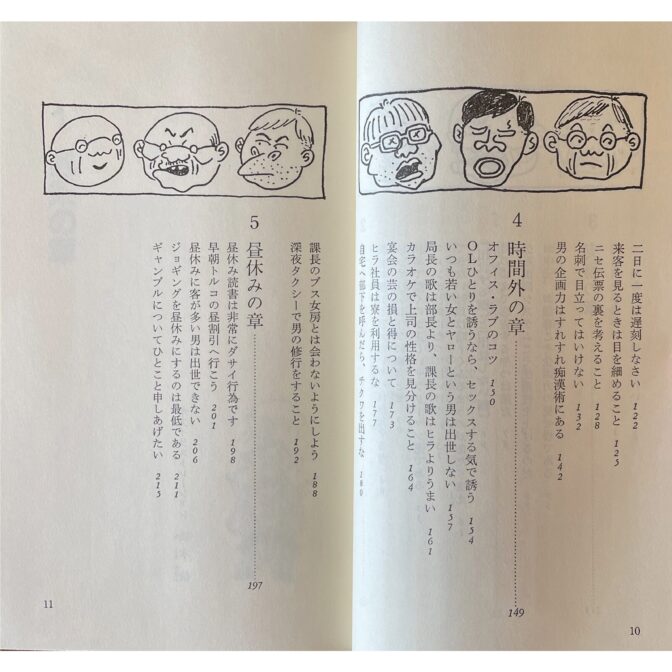 二日に一度は遅刻しなさい 122
来客を見るときは目を細めること 125
ニセ伝票の裏を考えること 128
名刺で目立ってはいけない 132
男の企画力はすれすれ痴漢術にある 142
4 時間外の章 149
オフィス・ラブのコツ 150
OLひとりを誘うなら、セックスする気で誘う 154
いつも若い女とヤローという男は出世しない 157
局長の歌は部長より、課長の歌はヒラよりうまい 161
カラオケで上司の性格を見分けること 164
宴会の芸の損と得について 173
ヒラ社員は寮を利用するな 177
自宅へ部下を呼んだら、チクワを出すな 180
10
課長のブス女房とは会わないようにしよう 188
深夜タクシーで男の修行をすること 192
5 昼休みの章 197
昼休み読書は非常にダサイ行為です 198
早朝トルコの昼割引へ行こう 201
昼休みに客が多い男は出世できない 206
ジョギングを昼休みにするのは最低である 211
ギャンブルについてひとこと申しあげたい 215
11